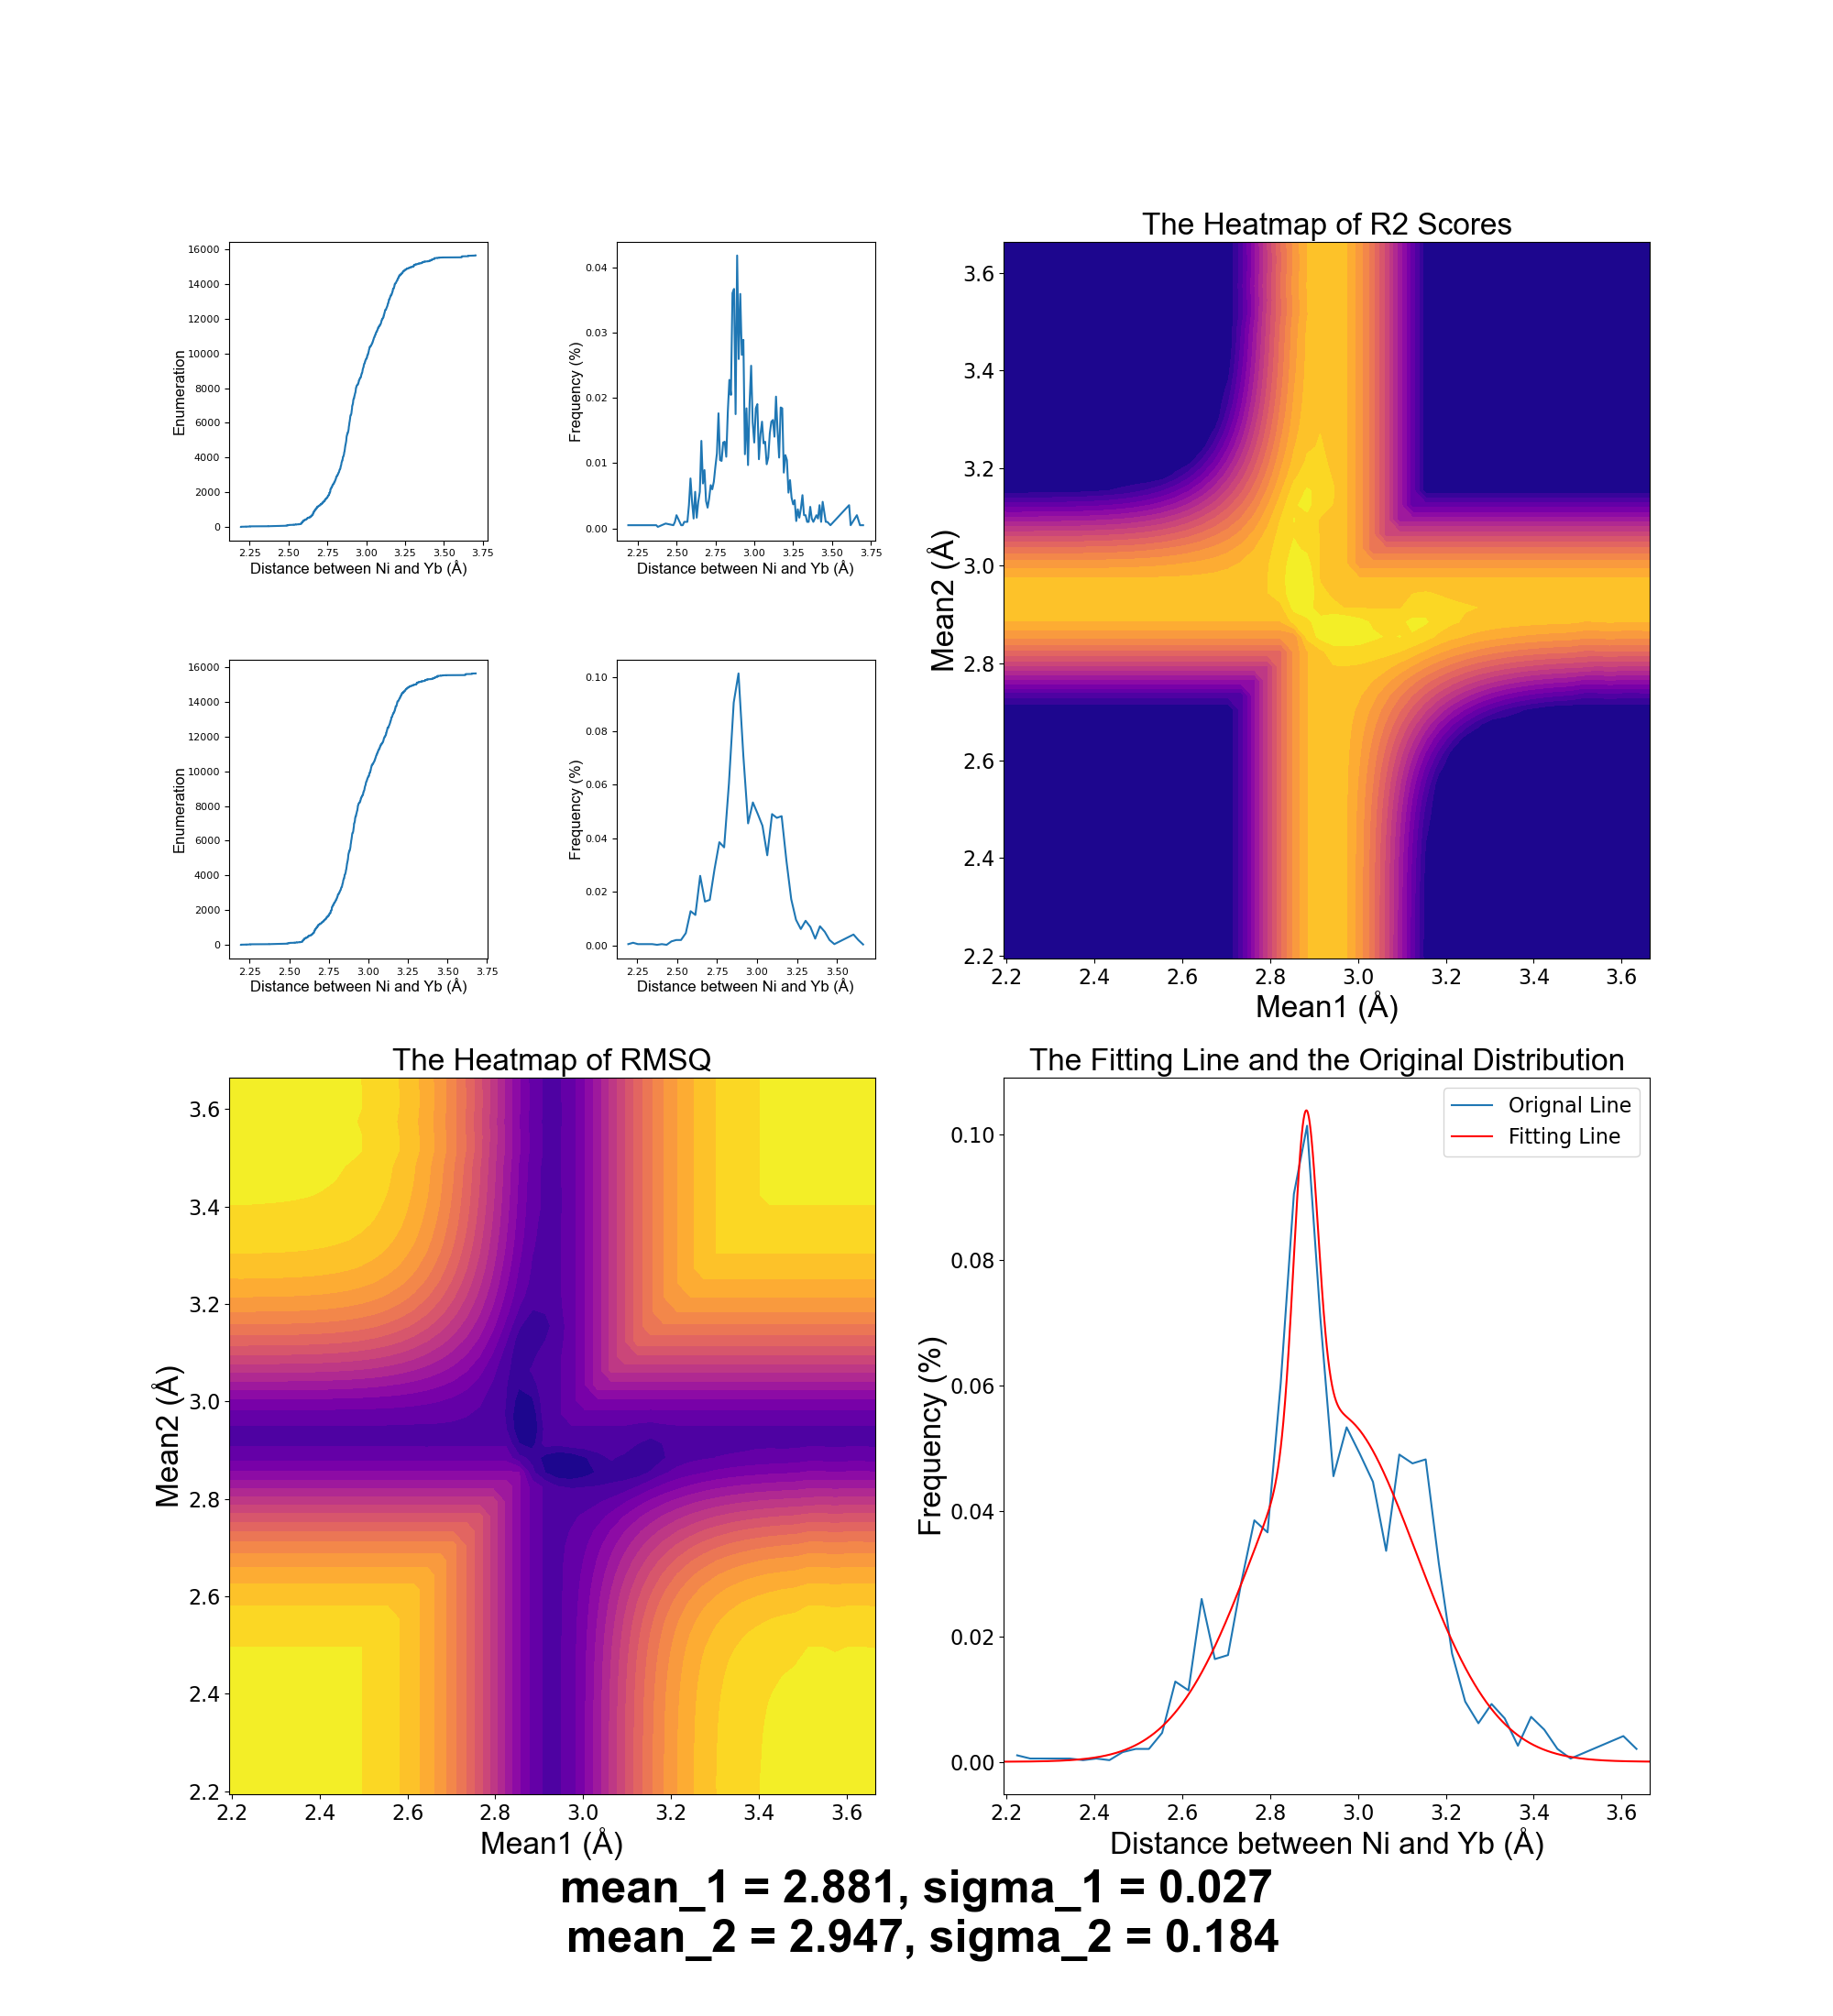 The Heatmap of R2 Scores
16000
14000
12000
10000
8000
6000
4000
2000
0
Enumeration
2.25 2.50 2.75 3.00 3.25 3.50 3.75
Distance between Ni and Yb (Å)
0.04
0.03
0.02
0.01
0.00
Frequency (%)
2.25 2.50 2.75 3.00 3.25 3.50 3.75
Distance between Ni and Yb (Å)
3.6
3.4
3.2
3.0
2.8
2.6
2.4
2.2
Mean2 (Å)
2.2 2.4 2.6 2.8 3.0 3.2 3.4 3.6
Mean1 (Å)
16000
14000
12000
10000
8000
6000
4000
2000
0
Enumeration
2.25 2.50 2.75 3.00 3.25 3.50 3.75
Distance between Ni and Yb (Å)
0.10
0.08
0.06
0.04
0.02
0.00
Frequency (%)
2.25 2.50 2.75 3.00 3.25 3.50
Distance between Ni and Yb (Å)
The Heatmap of RMSQ
3.6
3.4
3.2
3.0
2.8
2.6
2.4
2.2
Mean2 (Å)
2.2 2.4 2.6 2.8 3.0 3.2 3.4 3.6
Mean1 (Å)
The Fitting Line and the Original Distribution
Orignal Line
Fitting Line
0.10
0.08
0.06
0.04
0.02
0.00
Frequency (%)
2.2 2.4 2.6 2.8 3.0 3.2 3.4 3.6
Distance between Ni and Yb (Å)
mean_1 = 2.881, sigma_1 = 0.027
mean_2 = 2.947, sigma_2 = 0.184